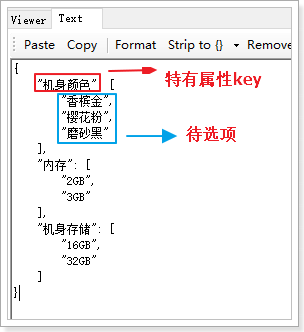 Viewer Text
Paste Copy Format Strip to {} Remove
{
"机身颜色": [
"香槟金",
"樱花粉",
"磨砂黑"
],
"内存": [
"2GB",
"3GB"
],
"机身存储": [
"16GB",
"32GB"
]
}
特有属性key
待选项